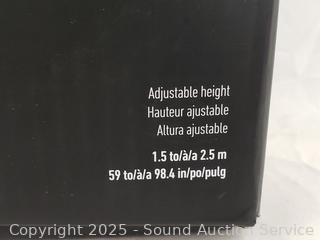 Adjustable height
Hauteur ajustable
Altura ajustable
1.5 to/à/a 2.5 m
59 to/à/a 98.4 in/po/pulg
Copyright 2025 - Sound Auction Service